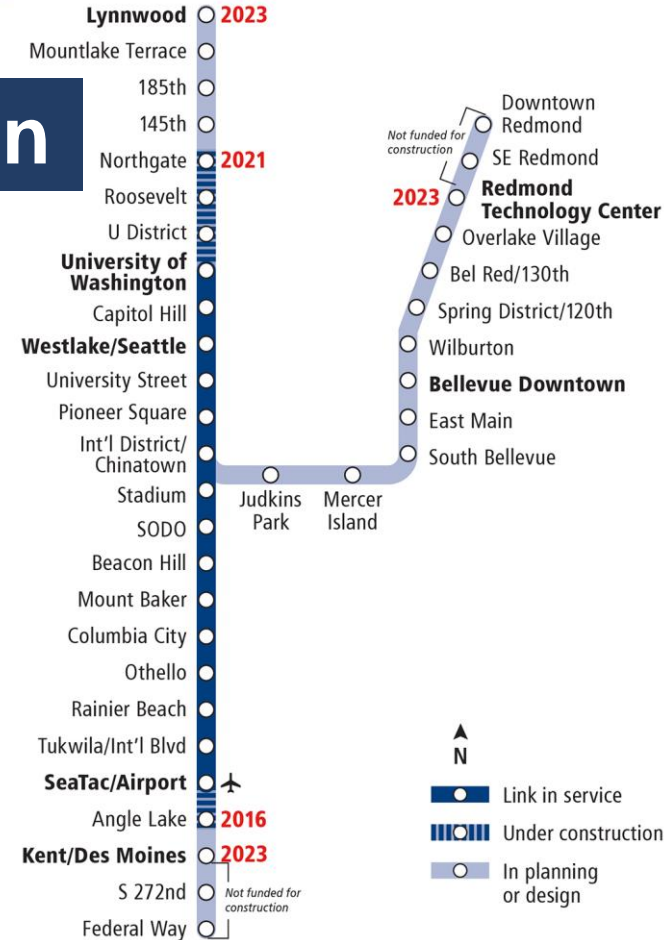 Lynnwood 2023
Mountlake Terrace
185th
145th
n
Northgate 2021
Roosevelt
U District
University of
Washington
Capitol Hill
Westlake/Seattle
University Street
Pioneer Square
Int'l District/
Chinatown
Stadium
SODO
Beacon Hill
Mount Baker
Columbia City
Othello
Rainier Beach
Tukwila/Int'l Blvd
SeaTac/Airport
Angle Lake 2016
Kent/Des Moines 2023
S 272nd
Federal Way
Not funded for
construction
Judkins
Park
Mercer
Island
Downtown
Redmond
Not funded for
construction
SE Redmond
2023 Redmond
Technology Center
Overlake Village
Bel Red/130th
Spring District/120th
Wilburton
Bellevue Downtown
East Main
South Bellevue
N
Link in service
Under construction
In planning
or design